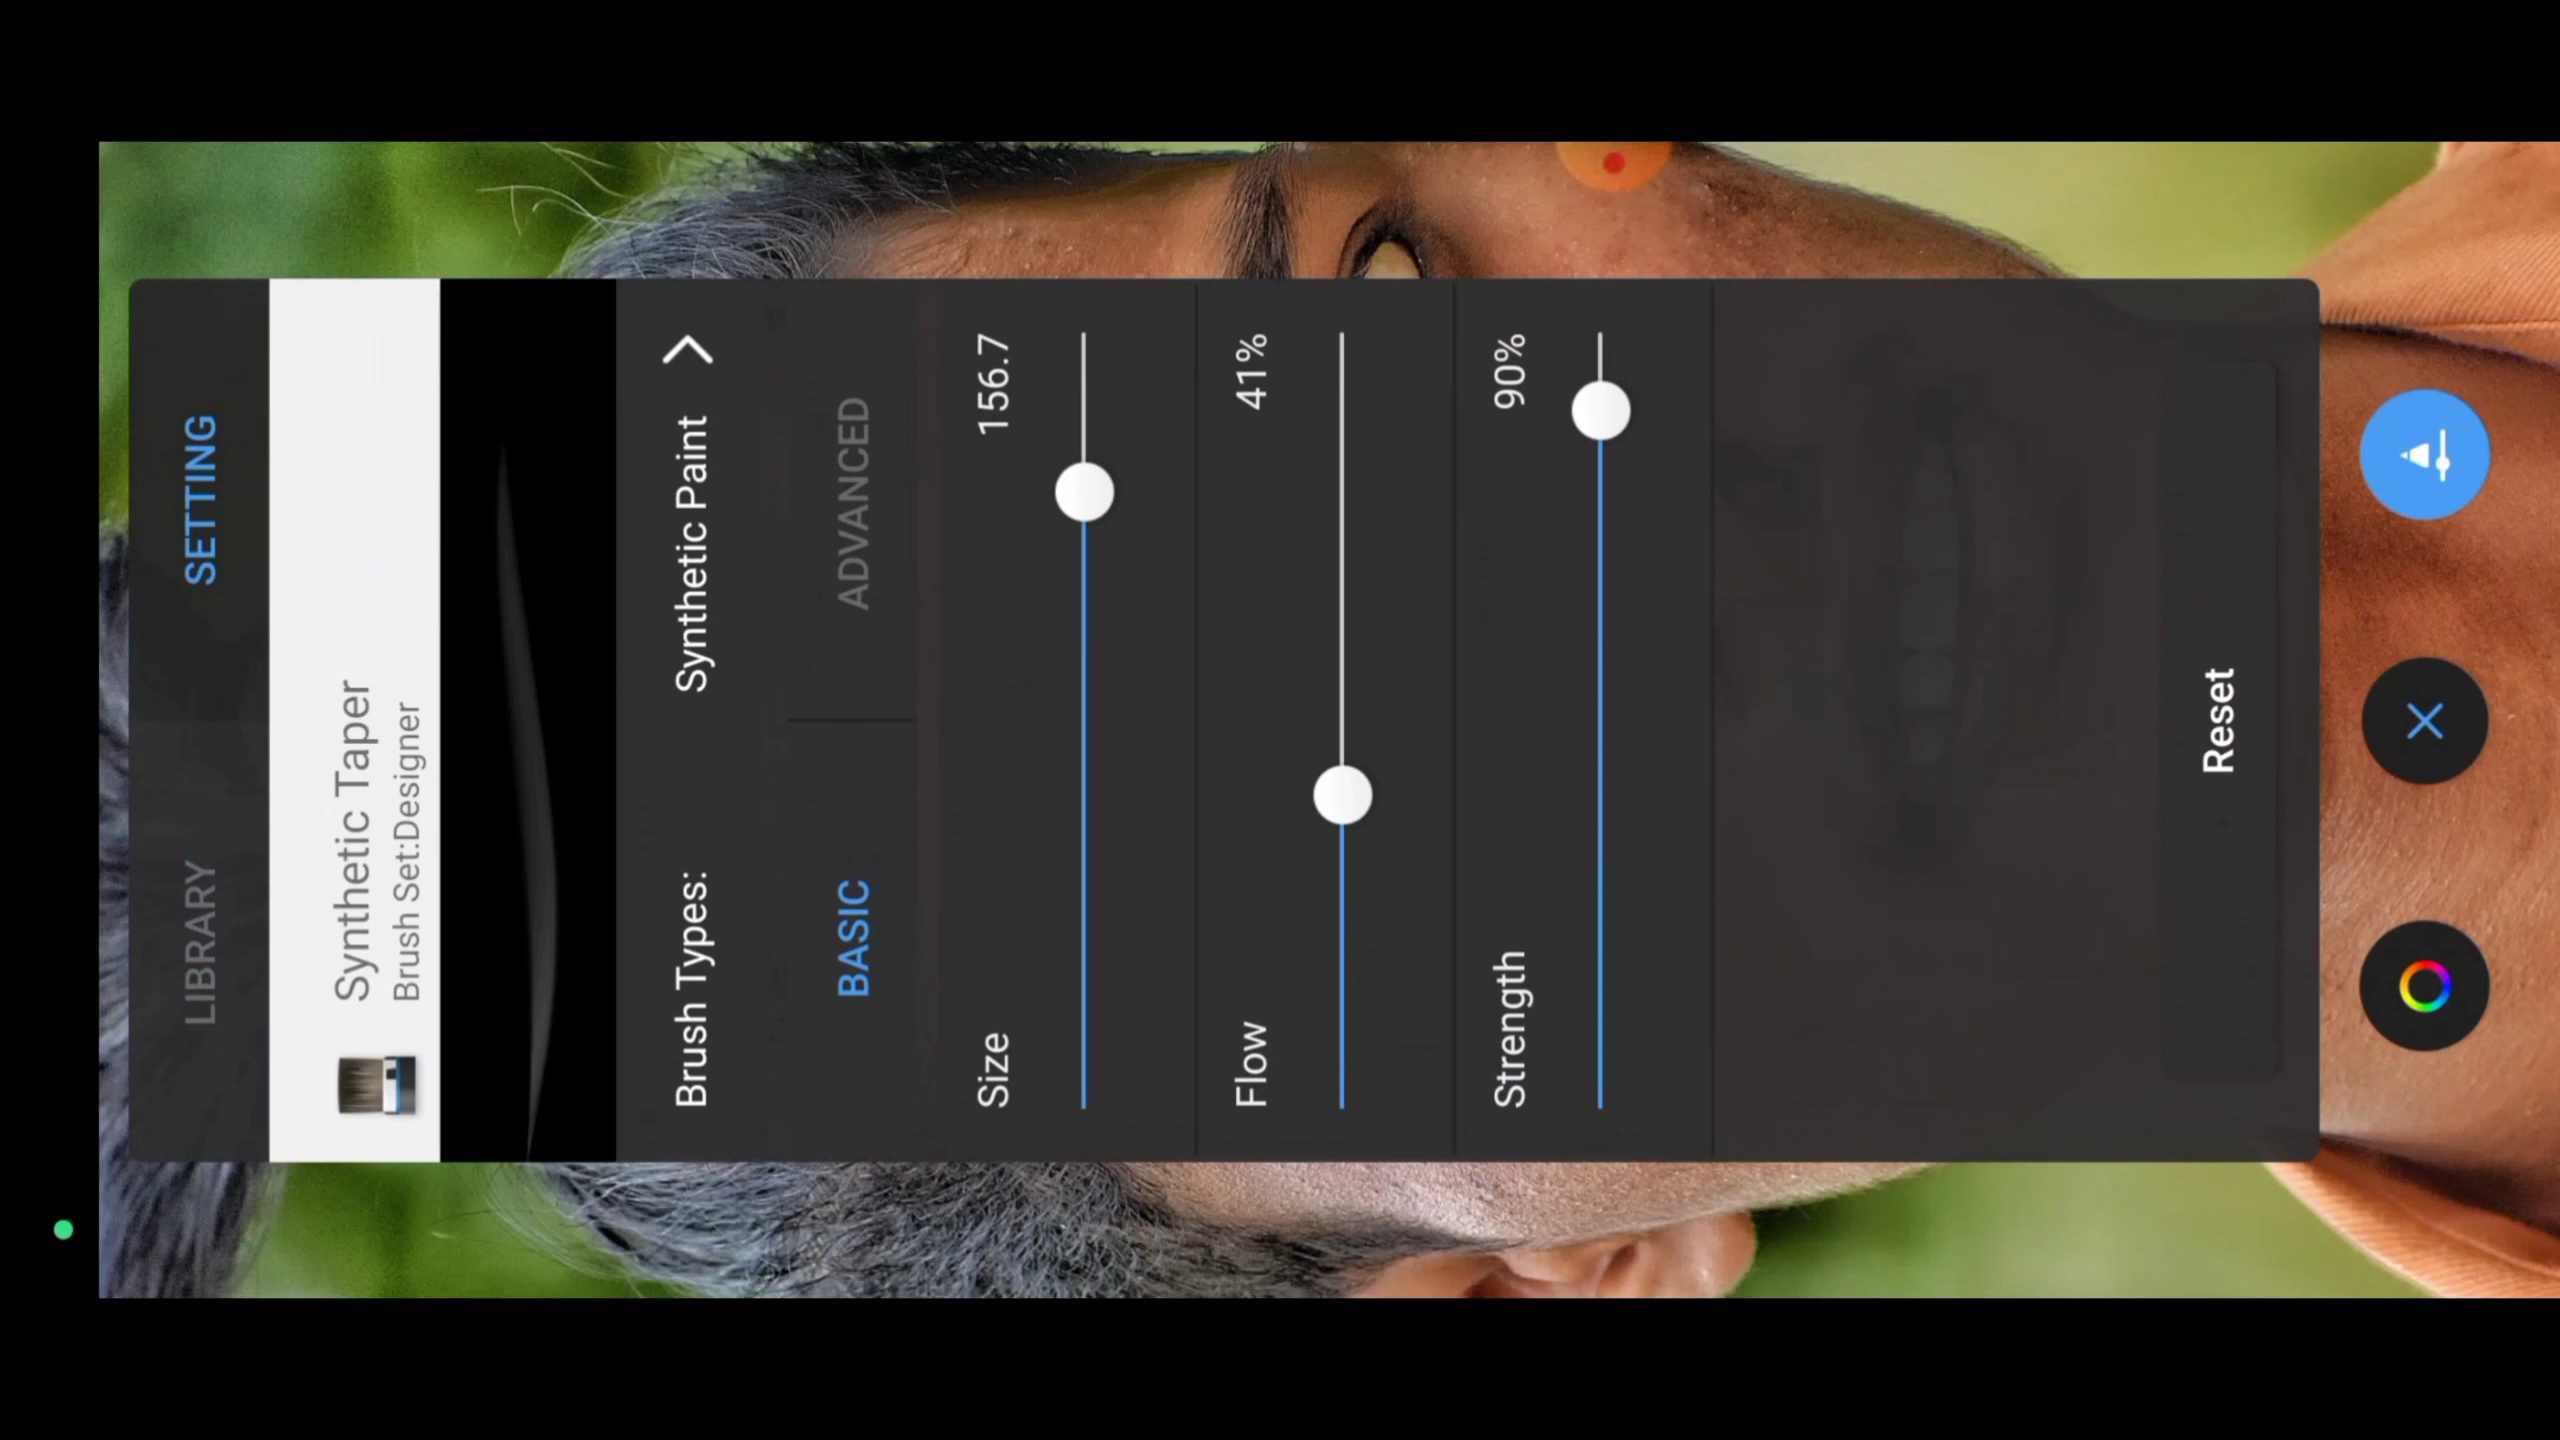 LIBRARY SETTING
Synthetic Taper
Brush Set:Designer
Brush Types: Synthetic Paint
BASIC ADVANCED
Size 156.7
Flow 41%
Strength 90%
Reset